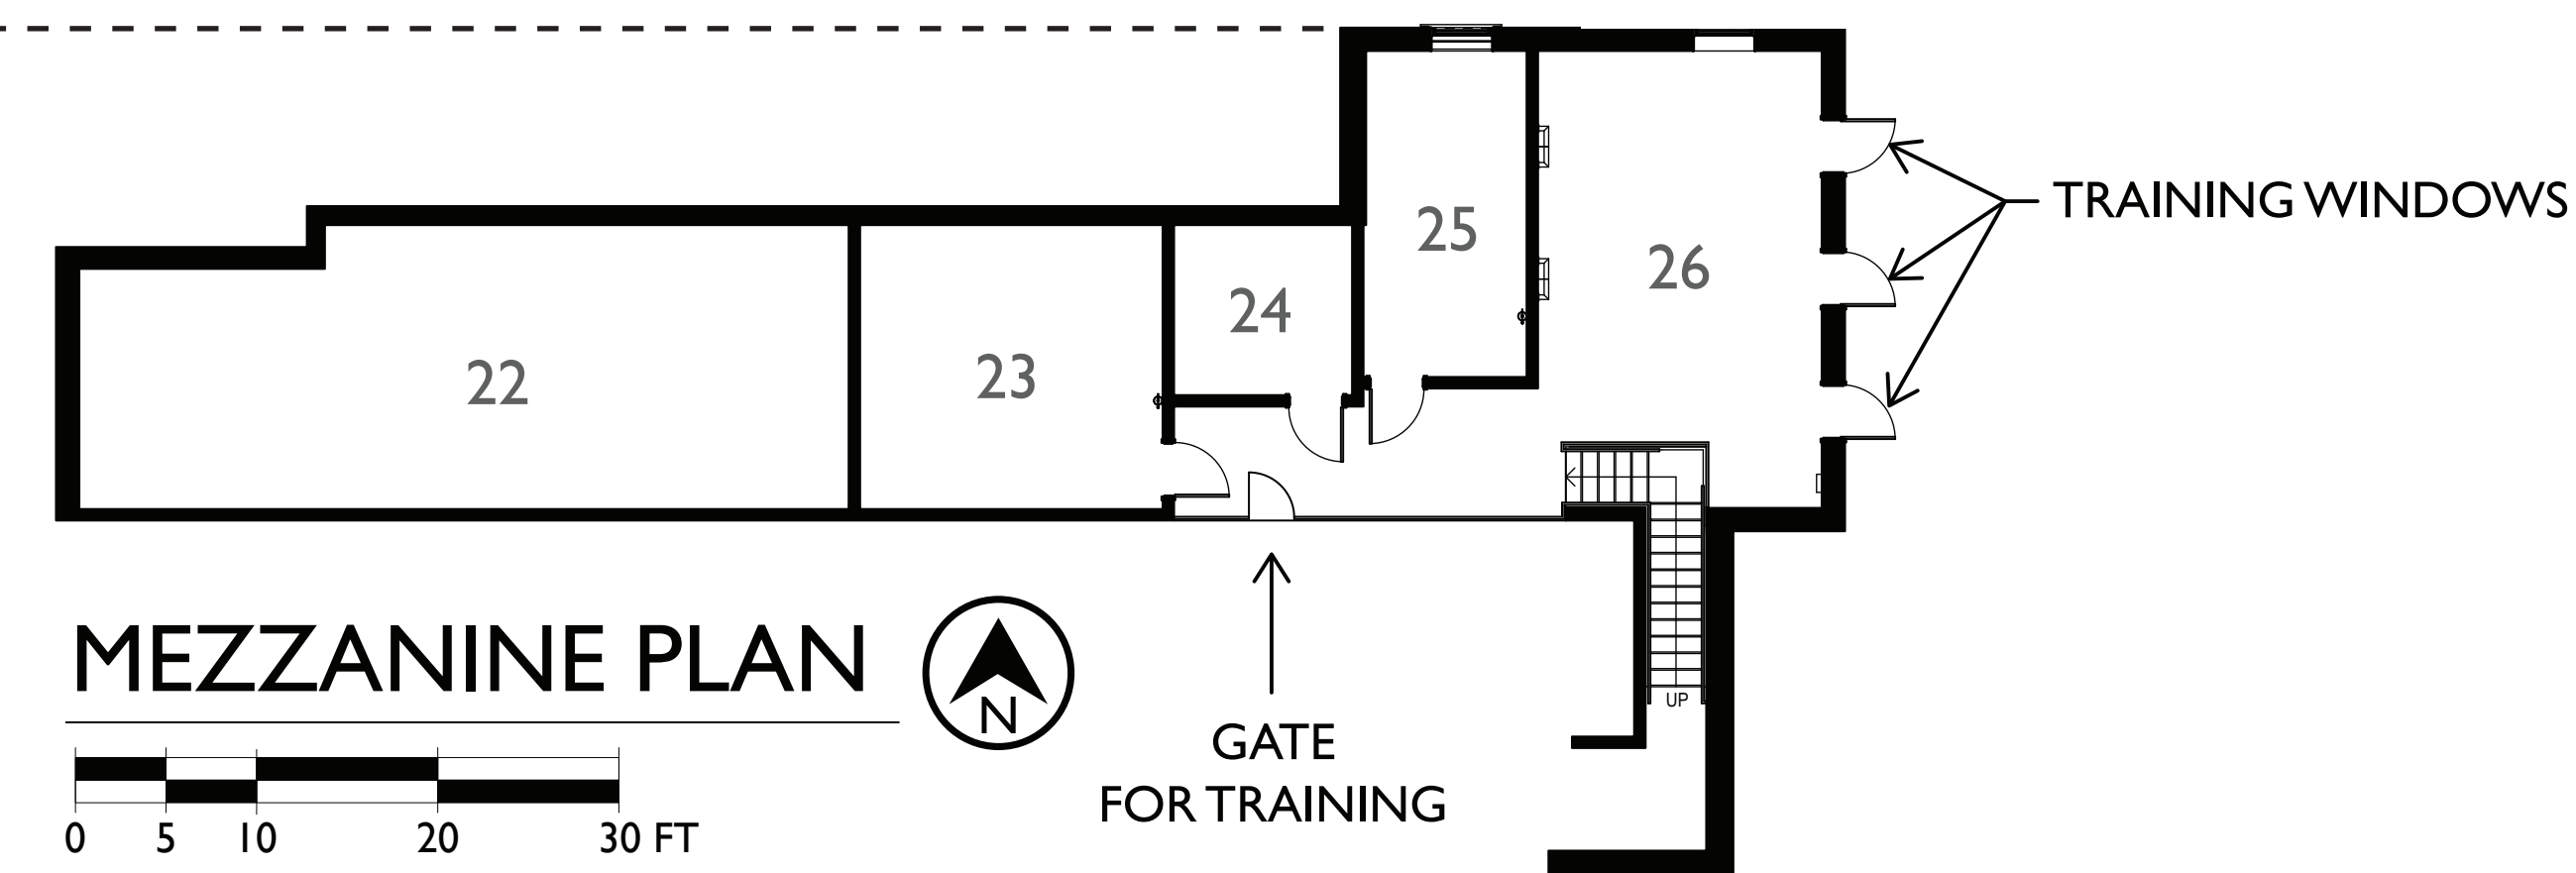 25
TRAINING WINDOWS
26
24
23
22
MEZZANINE PLAN
N
UP
GATE
FOR TRAINING
0 5 10 20 30 FT